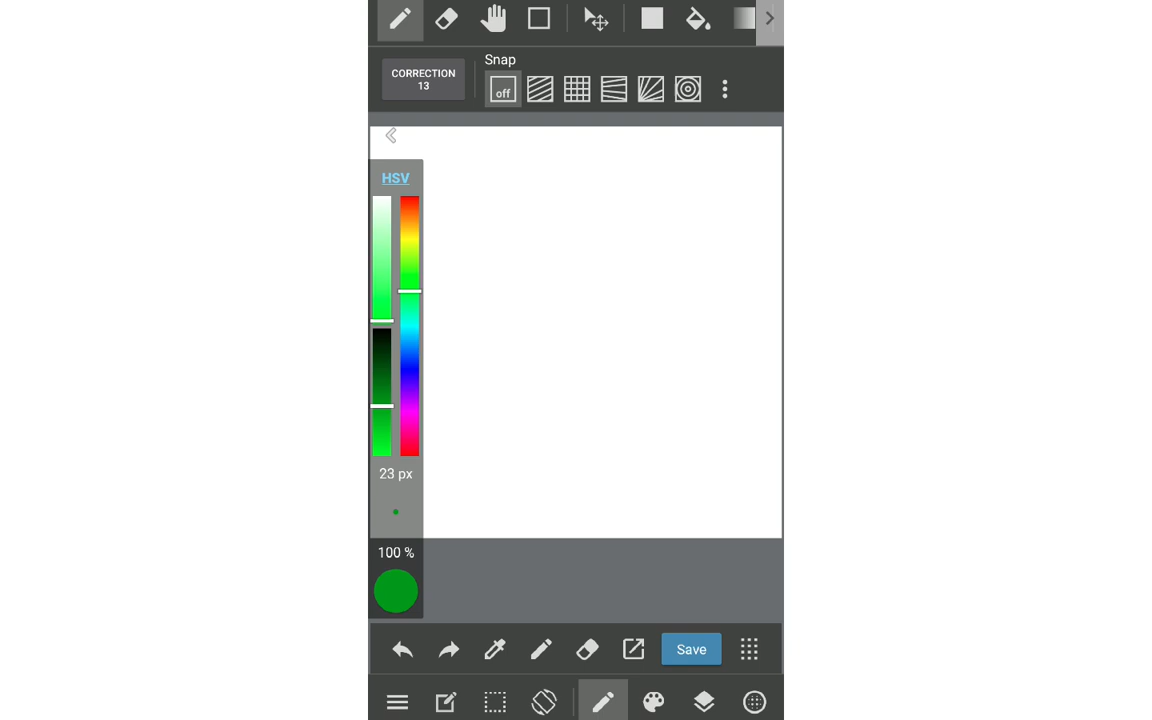 Snap
CORRECTION
13
off
HSV
23 px
100 %
Save